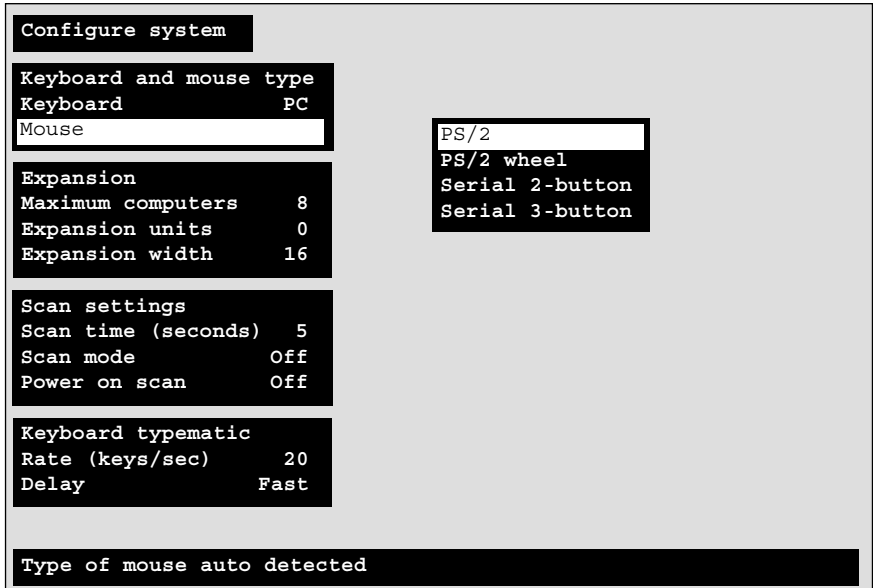 Configure system
Keyboard and mouse type
Keyboard PC
Mouse
Expansion
Maximum computers 8
Expansion units 0
Expansion width 16
Scan settings
Scan time (seconds) 5
Scan mode Off
Power on scan Off
Keyboard typematic
Rate (keys/sec) 20
Delay Fast
PS/2
PS/2 wheel
Serial 2-button
Serial 3-button
Type of mouse auto detected